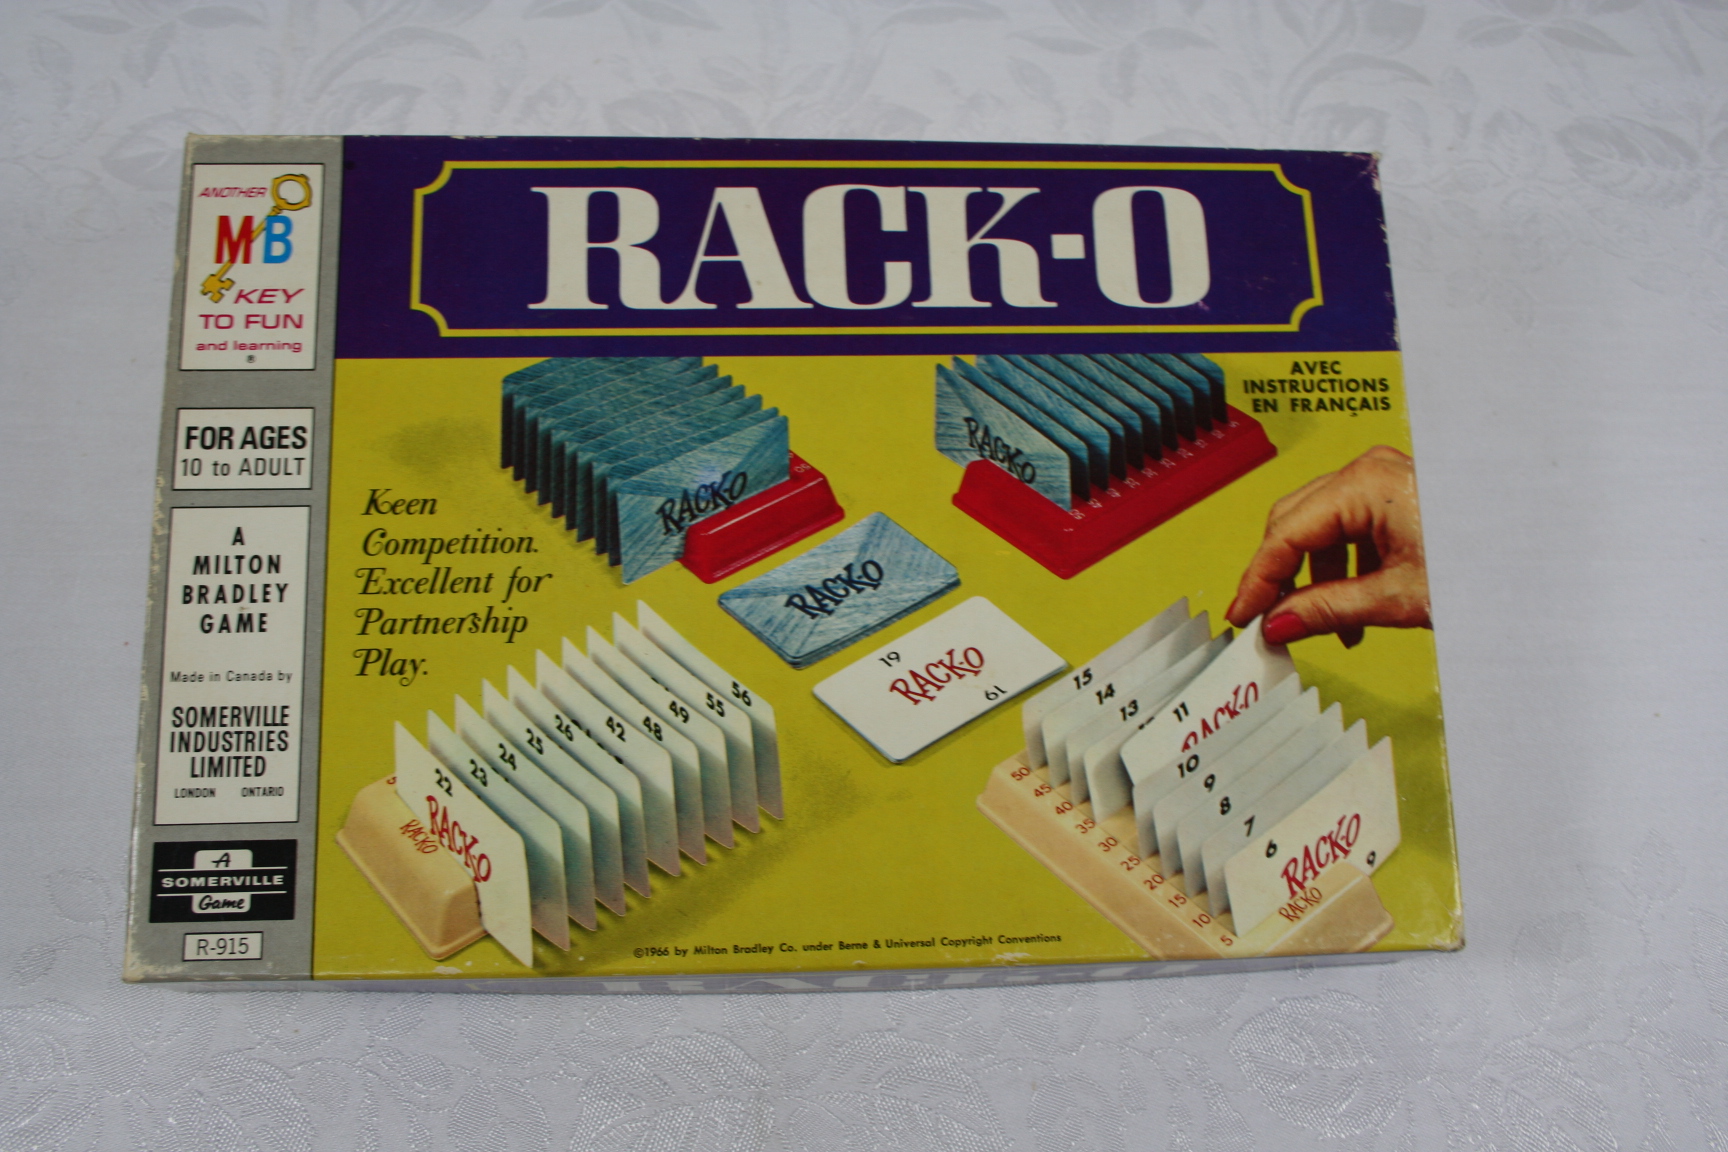 ANOTHER
MB
KEY
TO FUN
and learning
®
FOR AGES
10 to ADULT
A
MILTON
BRADLEY
GAME
Made in Canada by
SOMERVILLE
INDUSTRIES
LIMITED
LONDON ONTARIO
A
SOMERVILLE
Game
R-915
RACK-O
AVEC
INSTRUCTIONS
EN FRANÇAIS
Keen
Competition.
Excellent for
Partnership
Play.
RACK-O
RACK-O
RACK-O
19
RACK-O
19
56
55
49
48
42
26
25
24
23
22
RACK-O
RACK-O
5
15
14
13
11
RACK-O
10
9
8
7
6
RACK-O
RACK-O
50
45
40
35
30
25
20
15
10
5
©1966 by Milton Bradley Co. under Berne & Universal Copyright Conventions